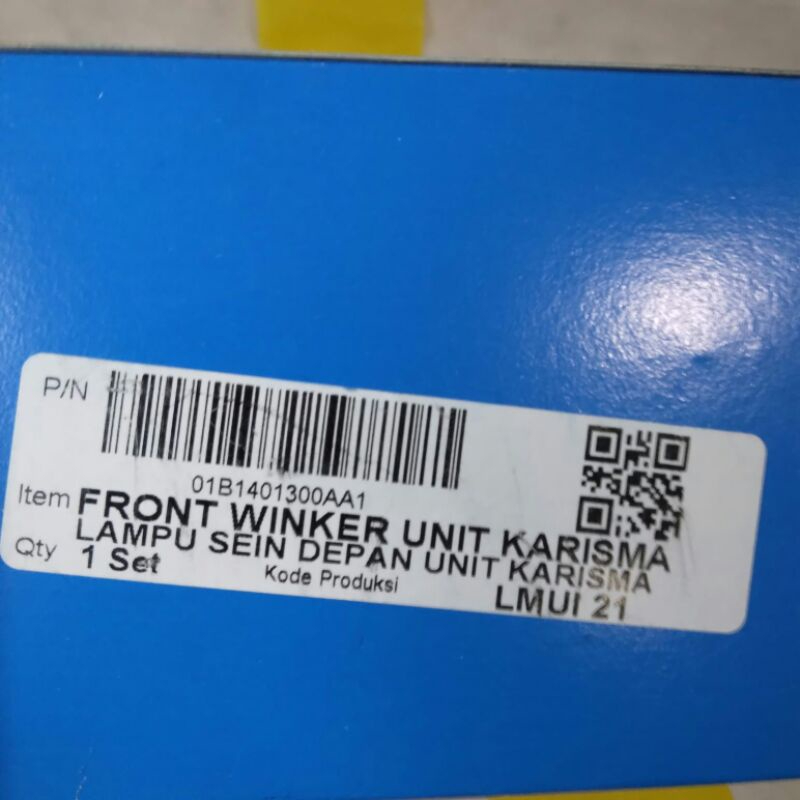 P/N
01B1401300AA1
Item FRONT WINKER UNIT KARISMA
LAMPU SEIN DEPAN UNIT KARISMA
Qty 1 Set
Kode Produksi
LMUI 21